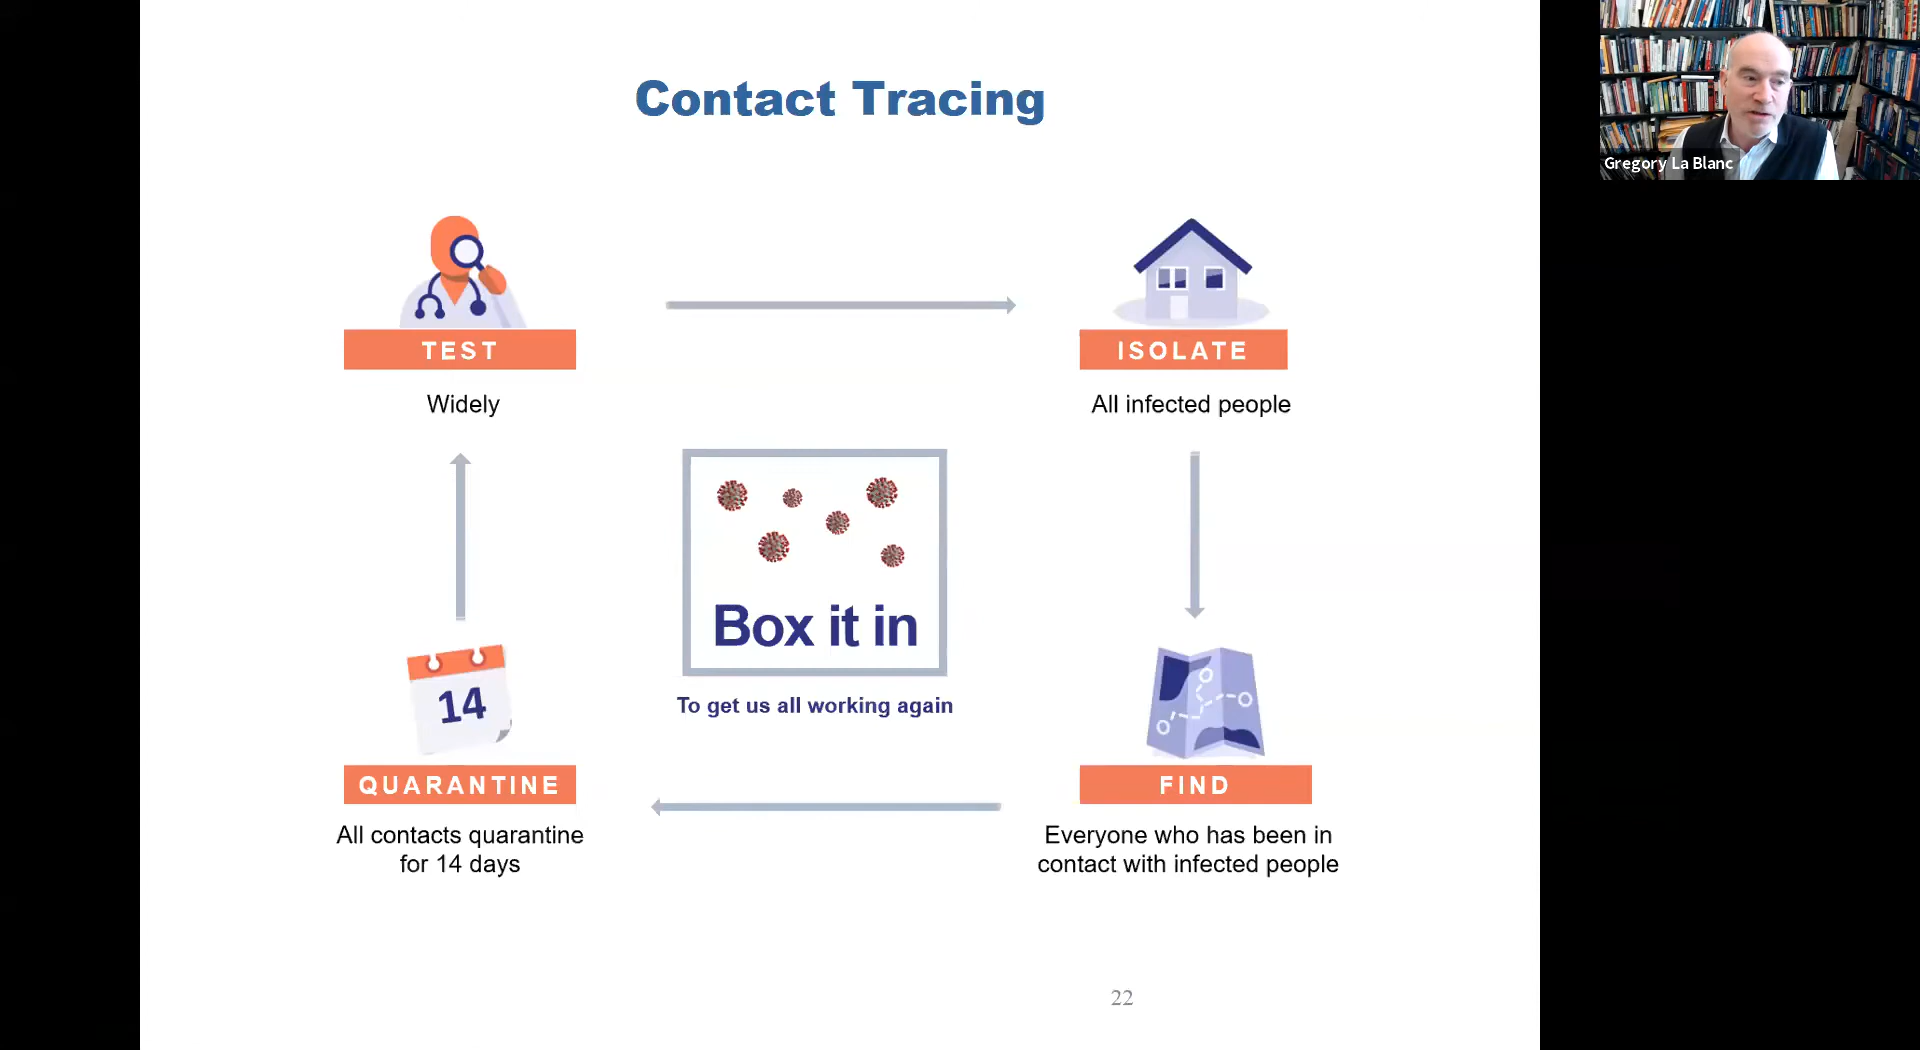 Contact Tracing
Gregory La Blanc
TEST
Widely
ISOLATE
All infected people
Box it in
To get us all working again
14
QUARANTINE
All contacts quarantine
for 14 days
FIND
Everyone who has been in
contact with infected people
22